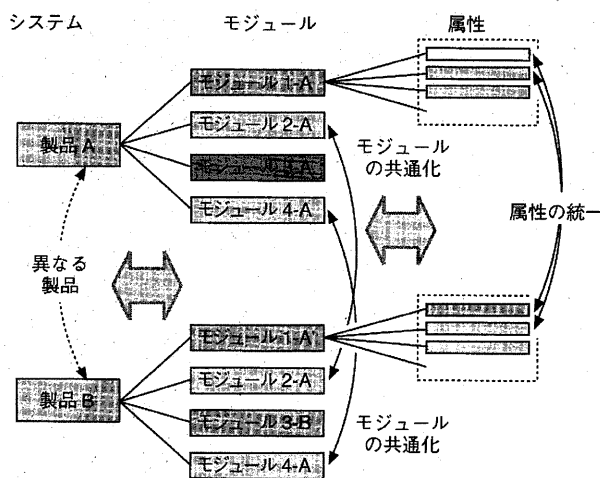 システム
モジュール
属性
モジュール 1-A
モジュール 2-A
製品 A
モジュール 4-A
モジュール
の共通化
属性の統一
異なる
製品
モジュール 1-A'
モジュール 2-A
製品 B
モジュール 3-B
モジュール 4-A
モジュール
の共通化